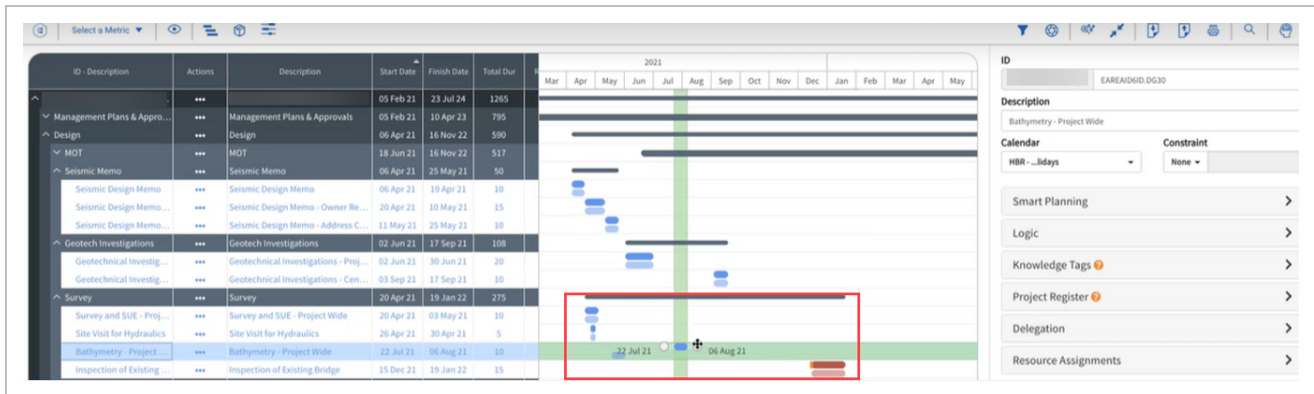 Select a Metric
2021
ID - Description Actions Description Start Date Finish Date Total Dur
Mar Apr May Jun Jul Aug Sep Oct Nov Dec Jan Feb Mar Apr May
05 Feb 21 23 Jul 24 1265
Management Plans & Appro... Management Plans & Approvals 05 Feb 21 10 Apr 23 795
Design Design 06 Apr 21 16 Nov 22 590
MOT MOT 18 Jun 21 16 Nov 22 517
Seismic Memo Seismic Memo 06 Apr 21 25 May 21 50
Seismic Design Memo Seismic Design Memo 06 Apr 21 19 Apr 21 10
Seismic Design Memo... Seismic Design Memo - Owner Re... 20 Apr 21 10 May 21 15
Seismic Design Memo... Seismic Design Memo - Address C... 11 May 21 25 May 21 10
Geotech Investigations Geotech Investigations 02 Jun 21 17 Sep 21 108
Geotechnical Investig... Geotechnical Investigations - Proj... 02 Jun 21 30 Jun 21 20
Geotechnical Investig... Geotechnical Investigations - Cen... 03 Sep 21 17 Sep 21 10
Survey Survey 20 Apr 21 19 Jan 22 275
Survey and SUE - Proj... Survey and SUE - Project Wide 20 Apr 21 03 May 21 10
Site Visit for Hydraulics Site Visit for Hydraulics 26 Apr 21 30 Apr 21 5
Bathymetry - Project ... Bathymetry - Project Wide 22 Jul 21 06 Aug 21 10 22 Jul 21 06 Aug 21
Inspection of Existing ... Inspection of Existing Bridge 15 Dec 21 19 Jan 22 15
ID
EAREAID6ID.DG30
Description
Bathymetry - Project Wide
Calendar Constraint
HBR - ...lidays None
Smart Planning
Logic
Knowledge Tags
Project Register
Delegation
Resource Assignments